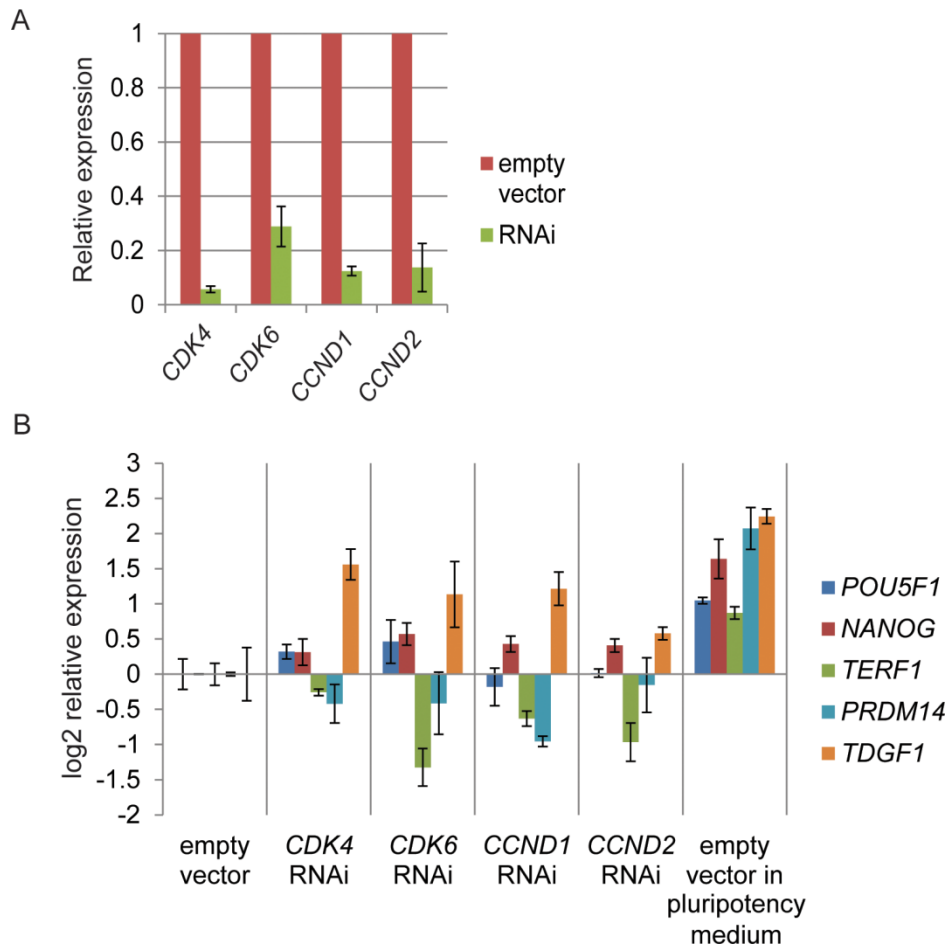 A
Relative expression
1
0.8
0.6
0.4
0.2
0
CDK4
CDK6
CCND1
CCND2
empty
vector
RNAi
B
log2 relative expression
3
2.5
2
1.5
1
0.5
0
-0.5
-1
-1.5
-2
empty
vector
CDK4
RNAi
CDK6
RNAi
CCND1
RNAi
CCND2
RNAi
empty
vector in
pluripotency
medium
POU5F1
NANOG
TERF1
PRDM14
TDGF1